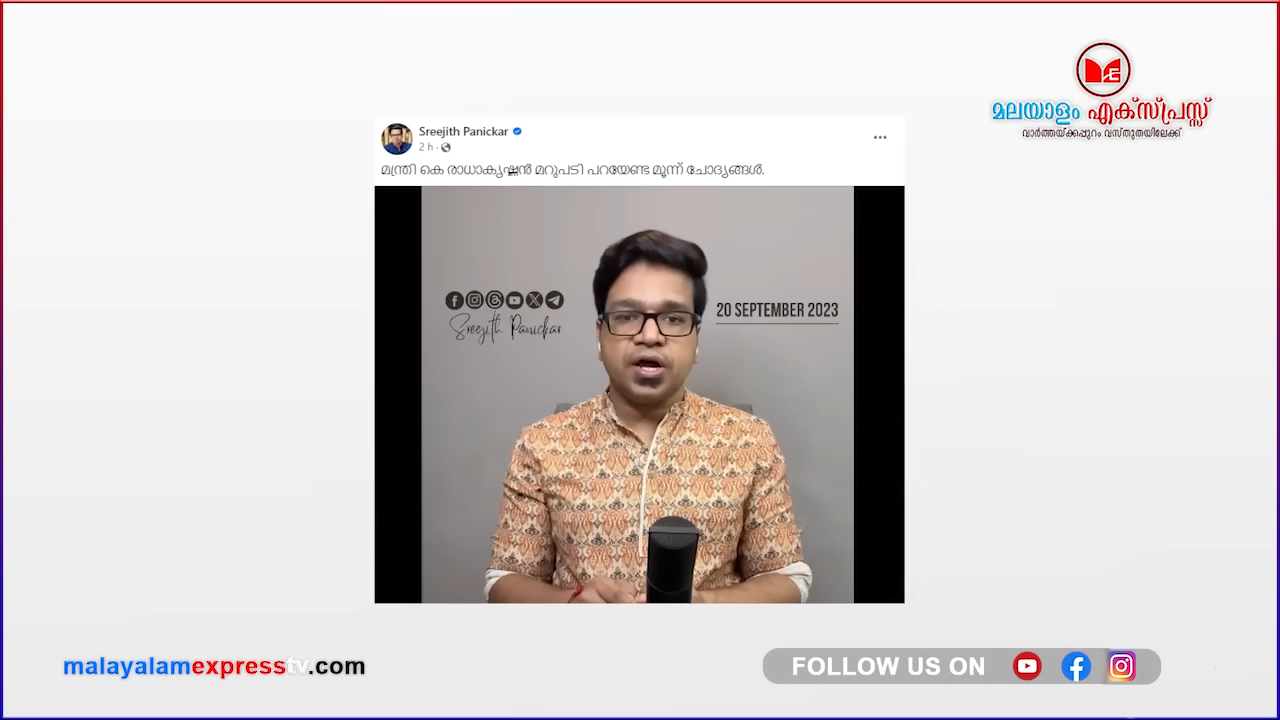 മലയാളം എക്സ്പ്രസ്സ്
വാർത്തയ്ക്കപ്പുറം വസ്തുതയിലേക്ക്
Sreejith Panickar
2 h ·
മന്ത്രി കെ രാധാകൃഷ്ണൻ മറുപടി പറയേണ്ട മൂന്ന് ചോദ്യങ്ങൾ.
20 SEPTEMBER 2023
Sreejith Panickar
malayalamexpresstv.com
FOLLOW US ON